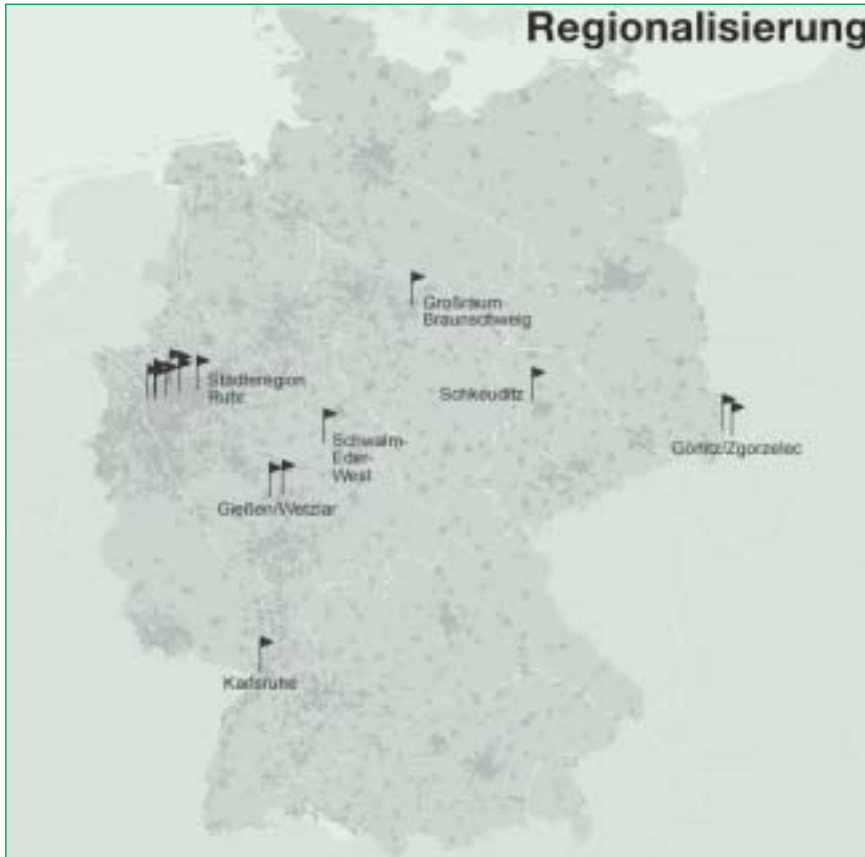 Regionalisierung
Großraum
Braunschweig
Städteregion
Ruhr
Schkeuditz
Schwalm-
Eder-
West
Görlitz/Zgorzelec
Gießen/Wetzlar
Karlsruhe